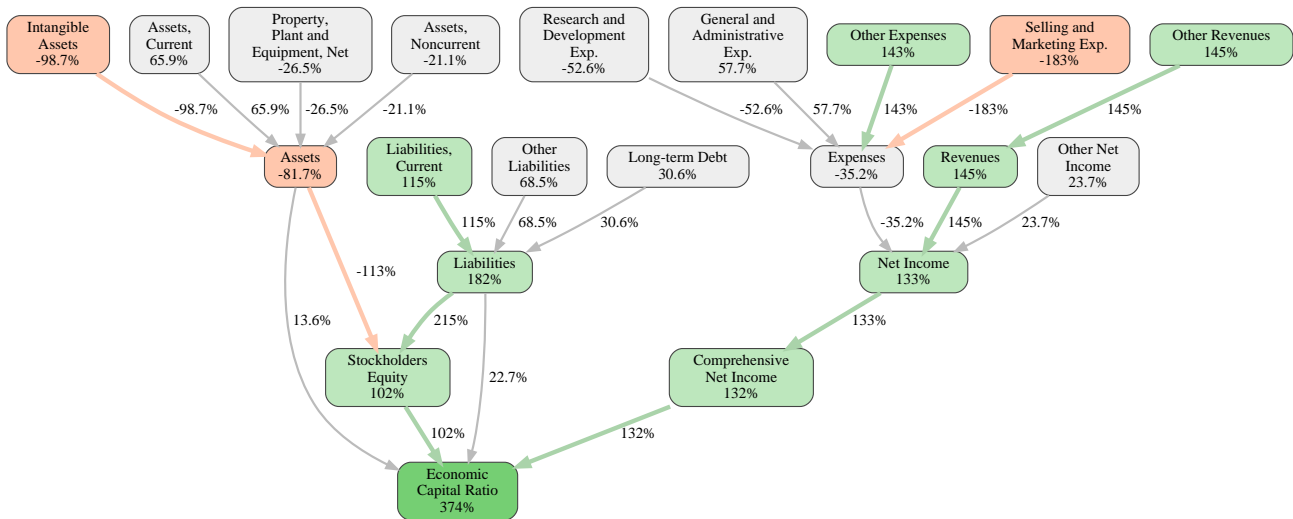 Intangible
Assets
-98.7%
Assets,
Current
65.9%
Property,
Plant and
Equipment, Net
-26.5%
Assets,
Noncurrent
-21.1%
Research and
Development
Exp.
-52.6%
General and
Administrative
Exp.
57.7%
Other Expenses
143%
Selling and
Marketing Exp.
-183%
Other Revenues
145%
-98.7%
65.9%
-26.5%
-21.1%
-52.6%
57.7%
143%
-183%
145%
Assets
-81.7%
Liabilities,
Current
115%
Other
Liabilities
68.5%
Long-term Debt
30.6%
Expenses
-35.2%
Revenues
145%
Other Net
Income
23.7%
115%
68.5%
30.6%
-35.2%
145%
23.7%
-113%
Liabilities
182%
Net Income
133%
13.6%
215%
133%
Stockholders
Equity
102%
22.7%
Comprehensive
Net Income
132%
102%
132%
Economic
Capital Ratio
374%